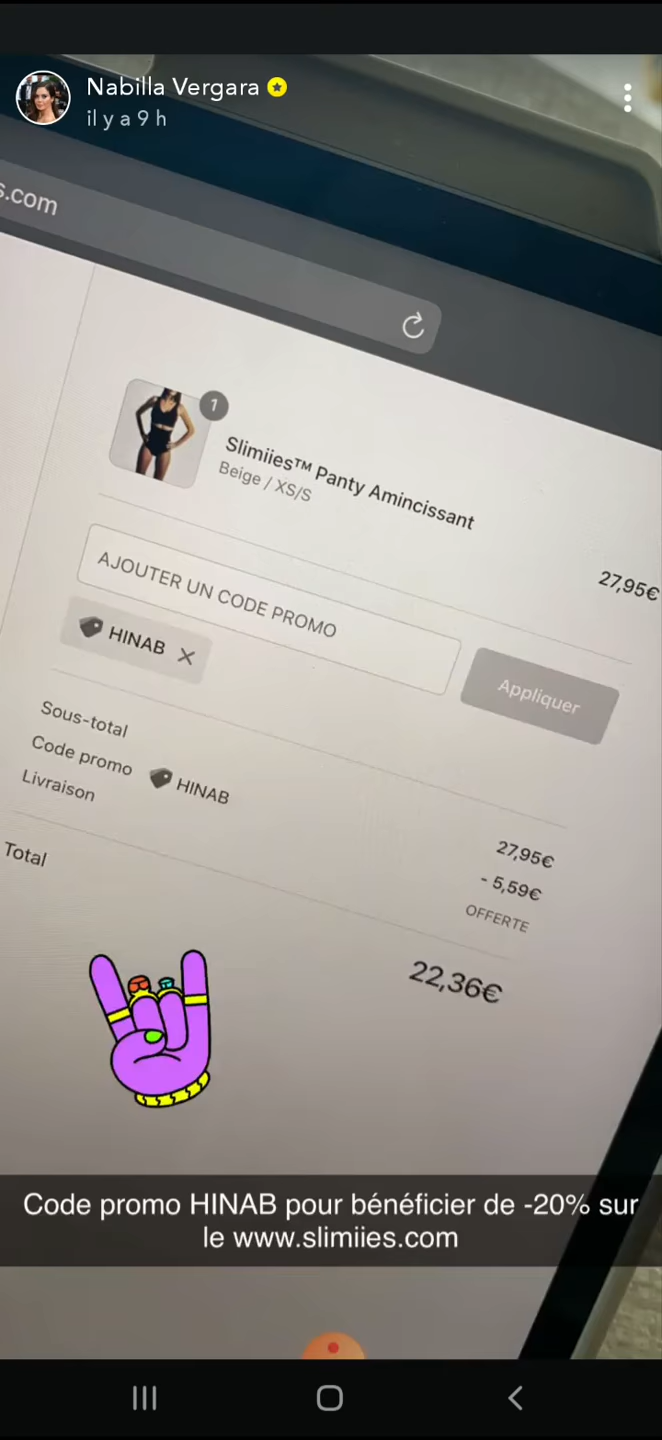 Nabilla Vergara
il y a 9 h
s.com
1
Slimiies™ Panty Amincissant
Beige / XS/S
27,95€
AJOUTER UN CODE PROMO
Appliquer
HINAB
Sous-total
27,95€
Code promo HINAB
- 5,59€
Livraison
OFFERTE
Total
22,36€
Code promo HINAB pour bénéficier de -20% sur
le www.slimiies.com